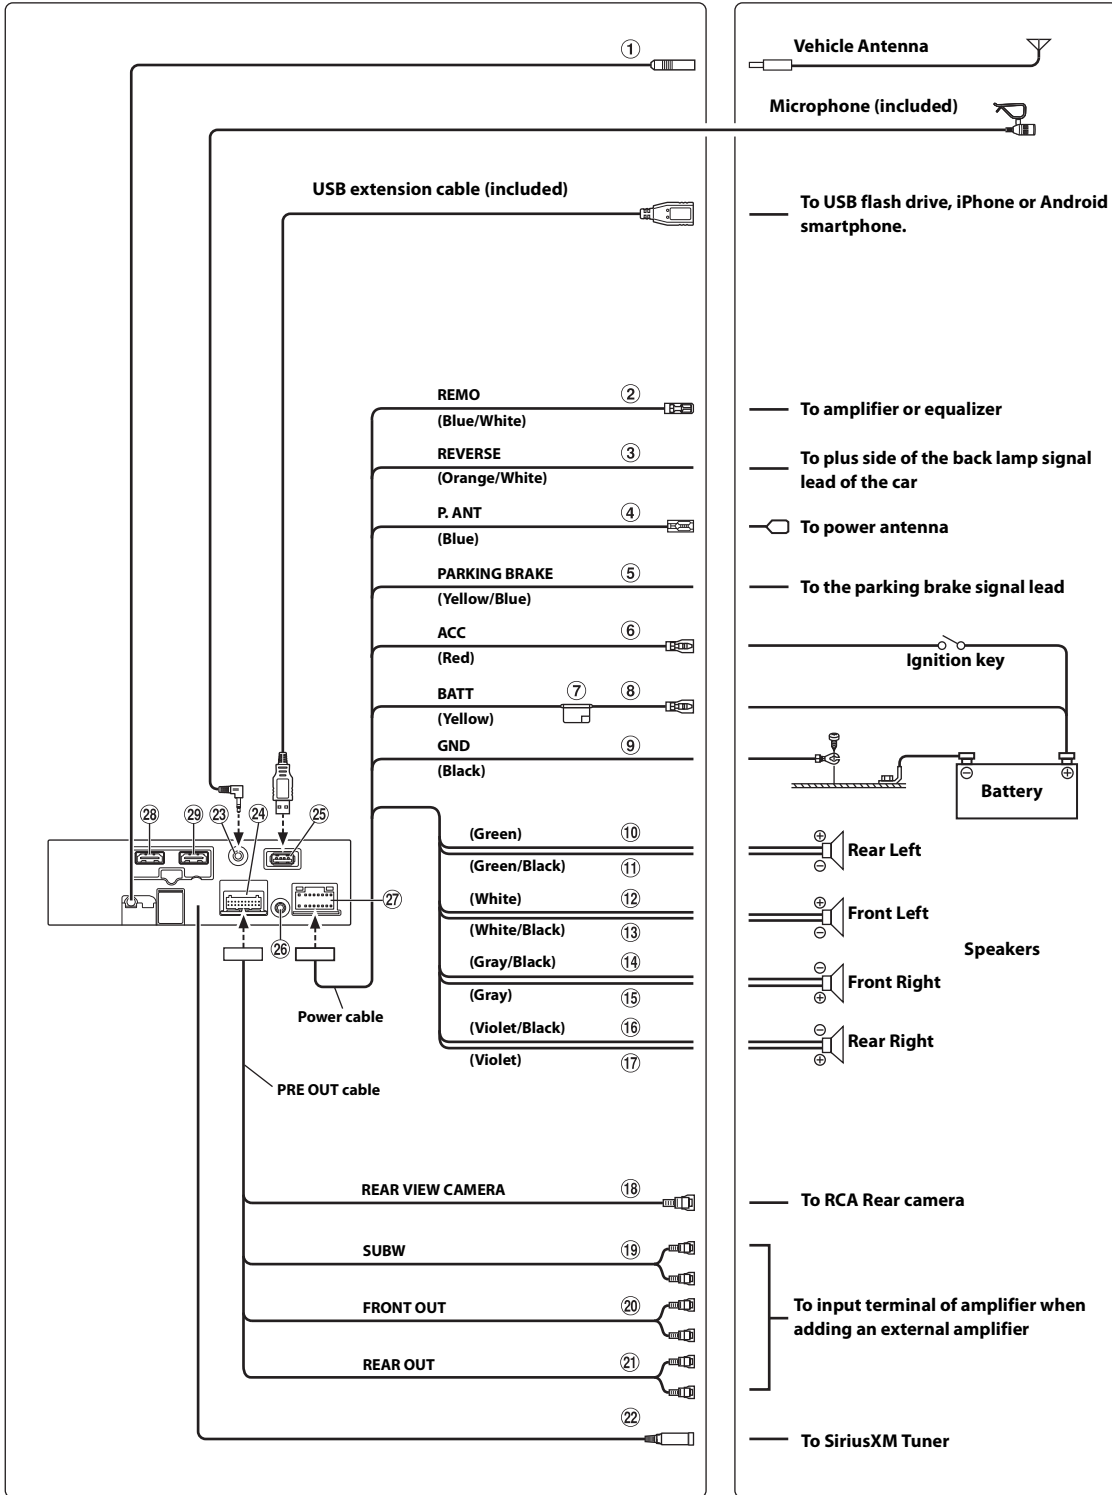 ①
Vehicle Antenna
Microphone (included)
USB extension cable (included)
To USB flash drive, iPhone or Android
smartphone.
REMO
②
(Blue/White)
To amplifier or equalizer
REVERSE
③
(Orange/White)
To plus side of the back lamp signal
lead of the car
P. ANT
④
(Blue)
To power antenna
PARKING BRAKE
⑤
(Yellow/Blue)
To the parking brake signal lead
ACC
⑥
(Red)
Ignition key
BATT
⑦
⑧
(Yellow)
GND
⑨
(Black)
⊖
⊕
Battery
㉘
㉙
㉓
㉔
㉕
㉗
㉖
(Green)
⑩
(Green/Black)
⑪
⊕
⊖
Rear Left
(White)
⑫
(White/Black)
⑬
⊕
⊖
Front Left
Speakers
(Gray/Black)
⑭
(Gray)
⑮
⊖
⊕
Front Right
(Violet/Black)
⑯
(Violet)
⑰
⊖
⊕
Rear Right
Power cable
PRE OUT cable
REAR VIEW CAMERA
⑱
To RCA Rear camera
SUBW
⑲
FRONT OUT
⑳
To input terminal of amplifier when
adding an external amplifier
REAR OUT
㉑
㉒
To SiriusXM Tuner